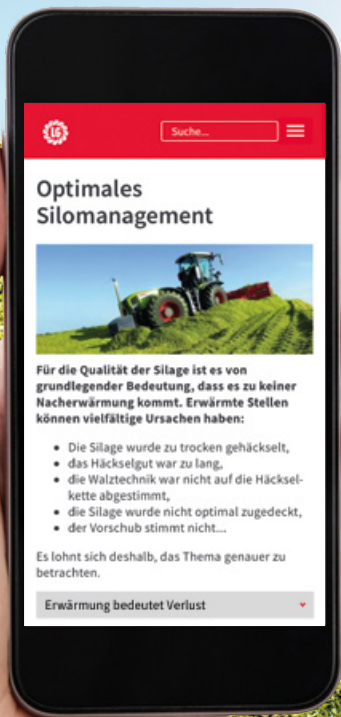 LG
Suche...
Optimales
Silomanagement
Für die Qualität der Silage ist es von
grundlegender Bedeutung, dass es zu keiner
Nacherwärmung kommt. Erwärmte Stellen
können vielfältige Ursachen haben:
• Die Silage wurde zu trocken gehäckselt,
• das Häckselgut war zu lang,
• die Walztechnik war nicht auf die Häcksel-
kette abgestimmt,
• die Silage wurde nicht optimal zugedeckt,
• der Vorschub stimmt nicht...
Es lohnt sich deshalb, das Thema genauer zu
betrachten.
Erwärmung bedeutet Verlust